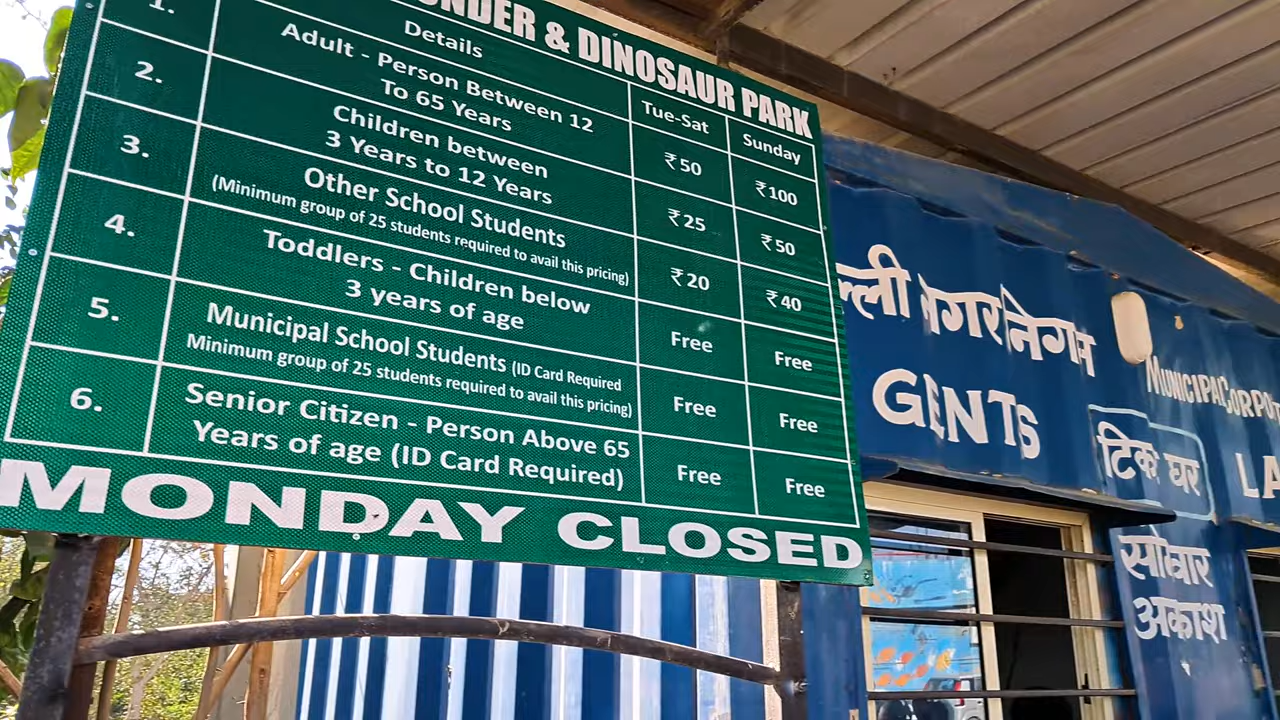 & DINOSAUR PARK
Details Tue-Sat Sunday
1. Adult - Person Between 12
To 65 Years ₹50 ₹100
2. Children between
3 Years to 12 Years ₹25 ₹50
3. Other School Students
(Minimum group of 25 students required to avail this pricing) ₹20 ₹40
4. Toddlers - Children below
3 years of age Free Free
5. Municipal School Students (ID Card Required
Minimum group of 25 students required to avail this pricing) Free Free
6. Senior Citizen - Person Above 65
Years of age (ID Card Required) Free Free
MONDAY CLOSED
नगर निगम
GENTS
MUNICIPAL
टिकट घर
सोमवार
अकाश